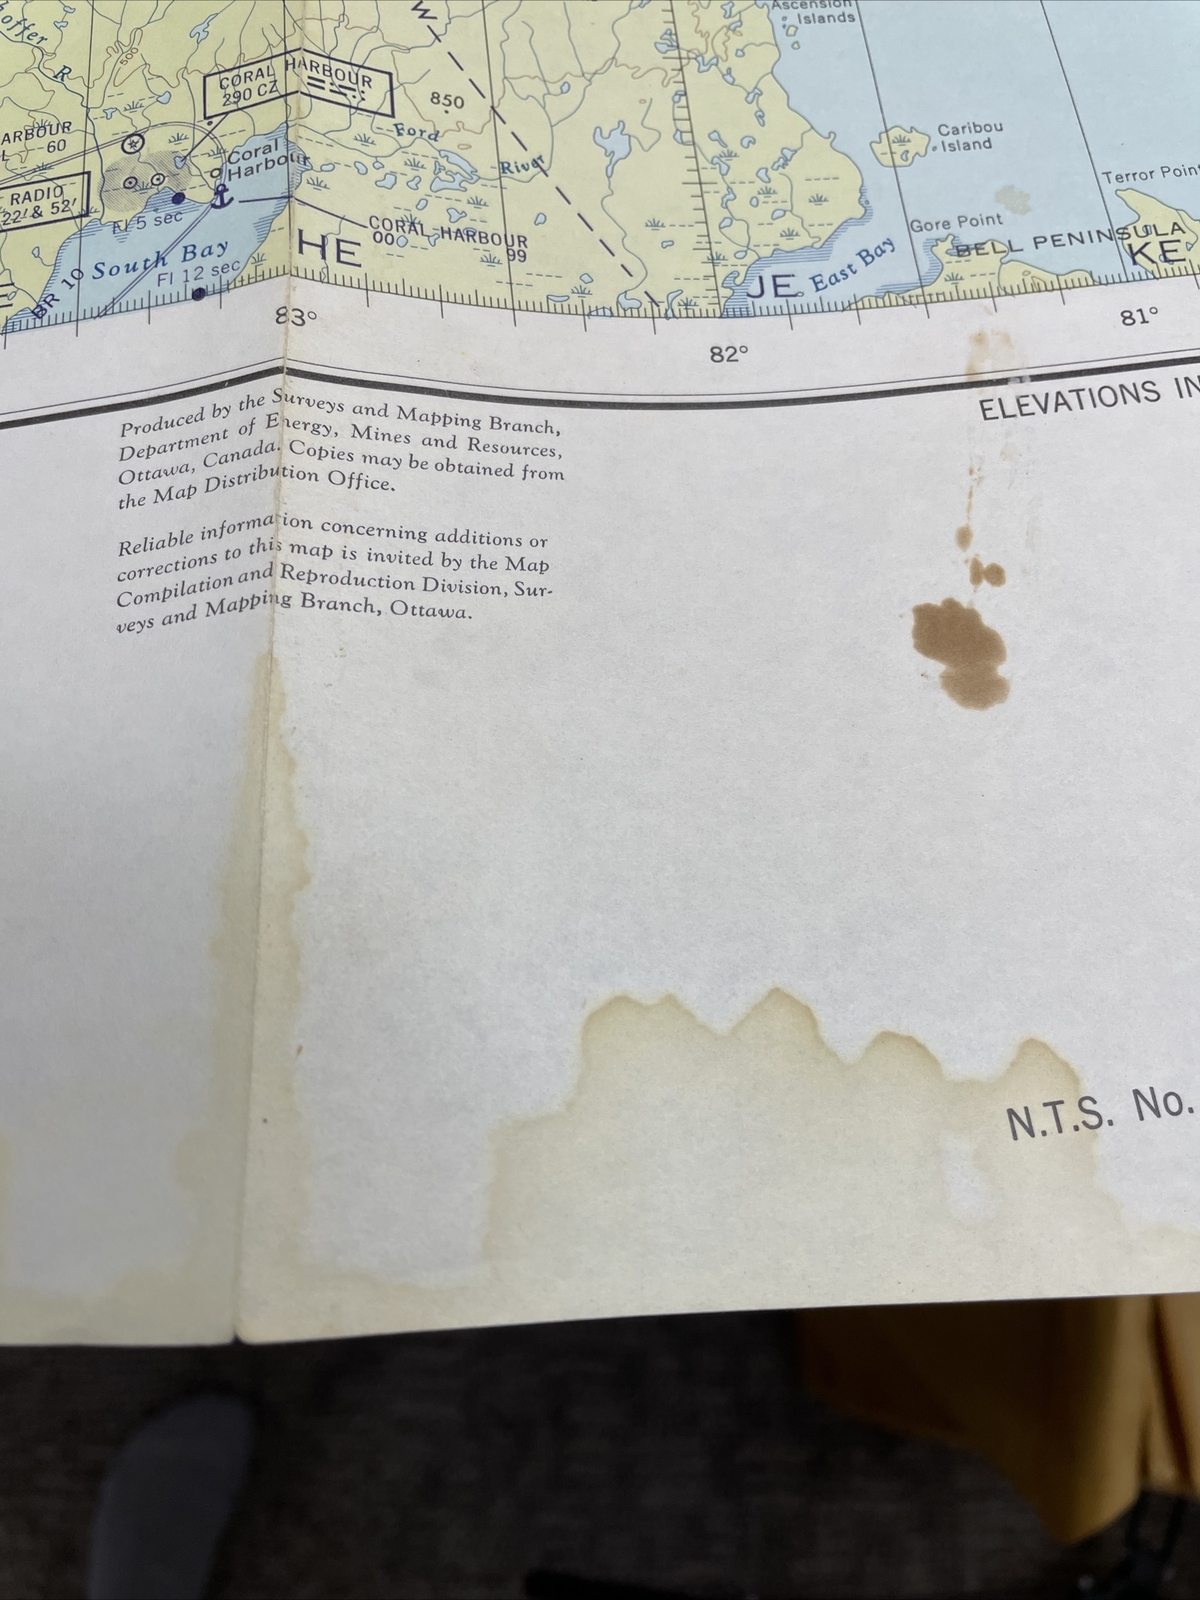 Ascension
Islands
R
CORAL HARBOUR
290 CZ
850
ARBOUR
60
Ford
River
Caribou
Island
Coral
Harbour
Terror Point
RADIO
22' & 52'
Fl 5 sec
CORAL HARBOUR
00
99
Gore Point
BELL PENINSULA
HE
KE
South Bay
Fl 12 sec
BR 10
JE
East Bay
83°
82°
81°
ELEVATIONS IN
Produced by the Surveys and Mapping Branch,
Department of Energy, Mines and Resources,
Ottawa, Canada. Copies may be obtained from
the Map Distribution Office.
Reliable information concerning additions or
corrections to this map is invited by the Map
Compilation and Reproduction Division, Sur-
veys and Mapping Branch, Ottawa.
N.T.S. No.